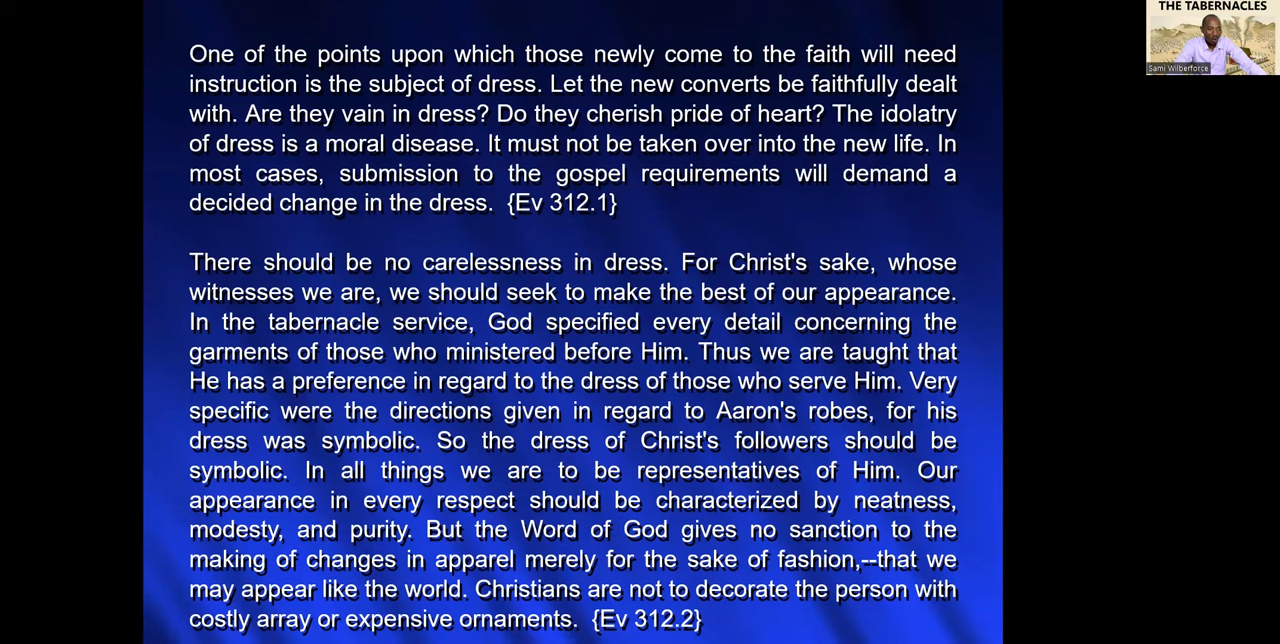 THE TABERNACLES
Sami Wilberforce
One of the points upon which those newly come to the faith will need
instruction is the subject of dress. Let the new converts be faithfully dealt
with. Are they vain in dress? Do they cherish pride of heart? The idolatry
of dress is a moral disease. It must not be taken over into the new life. In
most cases, submission to the gospel requirements will demand a
decided change in the dress. {Ev 312.1}
There should be no carelessness in dress. For Christ's sake, whose
witnesses we are, we should seek to make the best of our appearance.
In the tabernacle service, God specified every detail concerning the
garments of those who ministered before Him. Thus we are taught that
He has a preference in regard to the dress of those who serve Him. Very
specific were the directions given in regard to Aaron's robes, for his
dress was symbolic. So the dress of Christ's followers should be
symbolic. In all things we are to be representatives of Him. Our
appearance in every respect should be characterized by neatness,
modesty, and purity. But the Word of God gives no sanction to the
making of changes in apparel merely for the sake of fashion,--that we
may appear like the world. Christians are not to decorate the person with
costly array or expensive ornaments. {Ev 312.2}